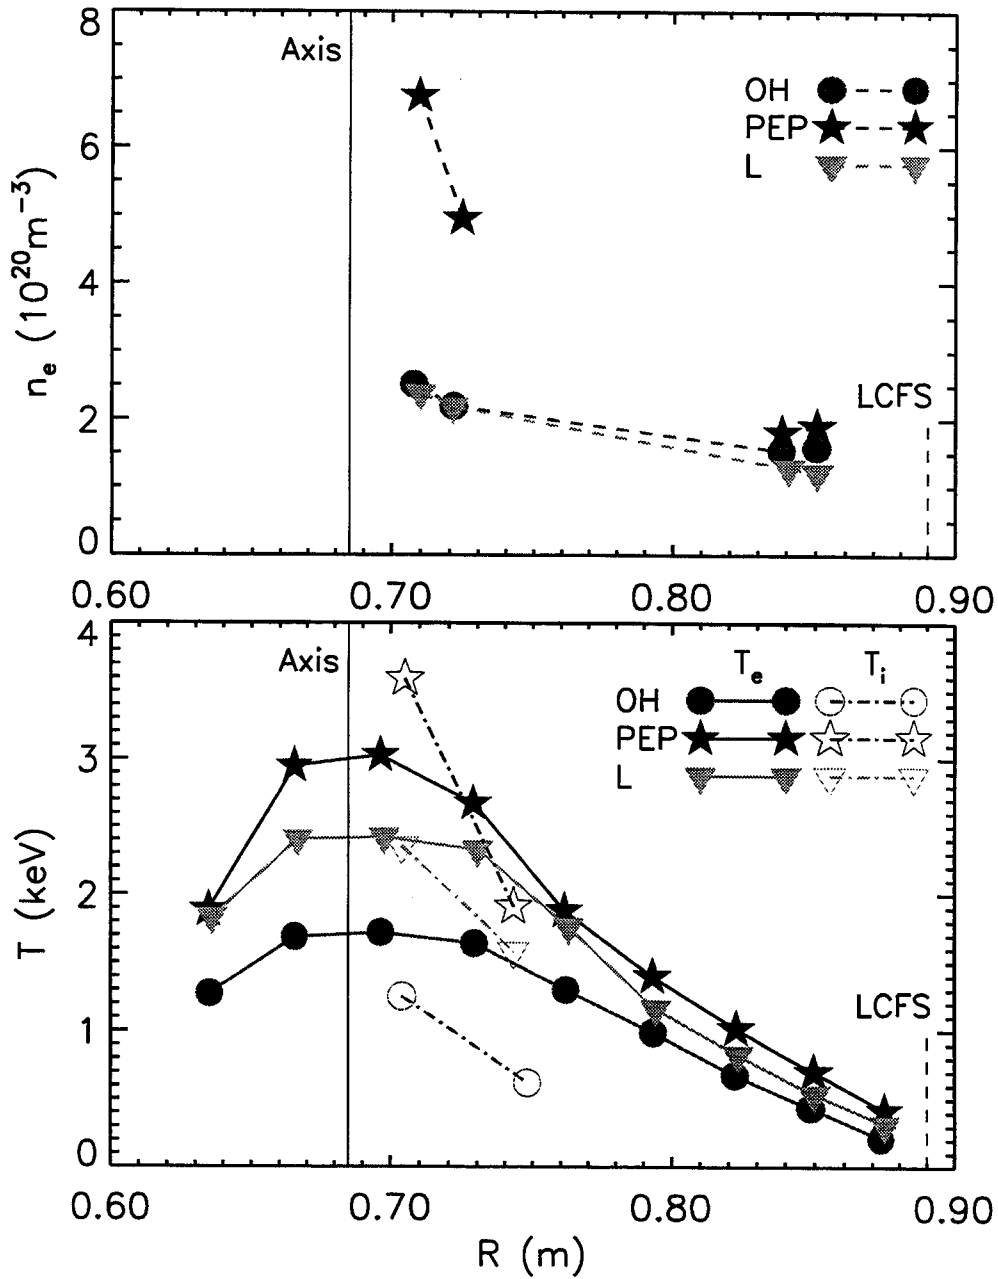 8
Axis
OH
PEP
L
6
4
2
0
n_e (10^20 m^-3)
LCFS
0.60 0.70 0.80 0.90
4
Axis
T_e T_i
OH
PEP
L
3
2
1
0
T (keV)
LCFS
0.60 0.70 0.80 0.90
R (m)